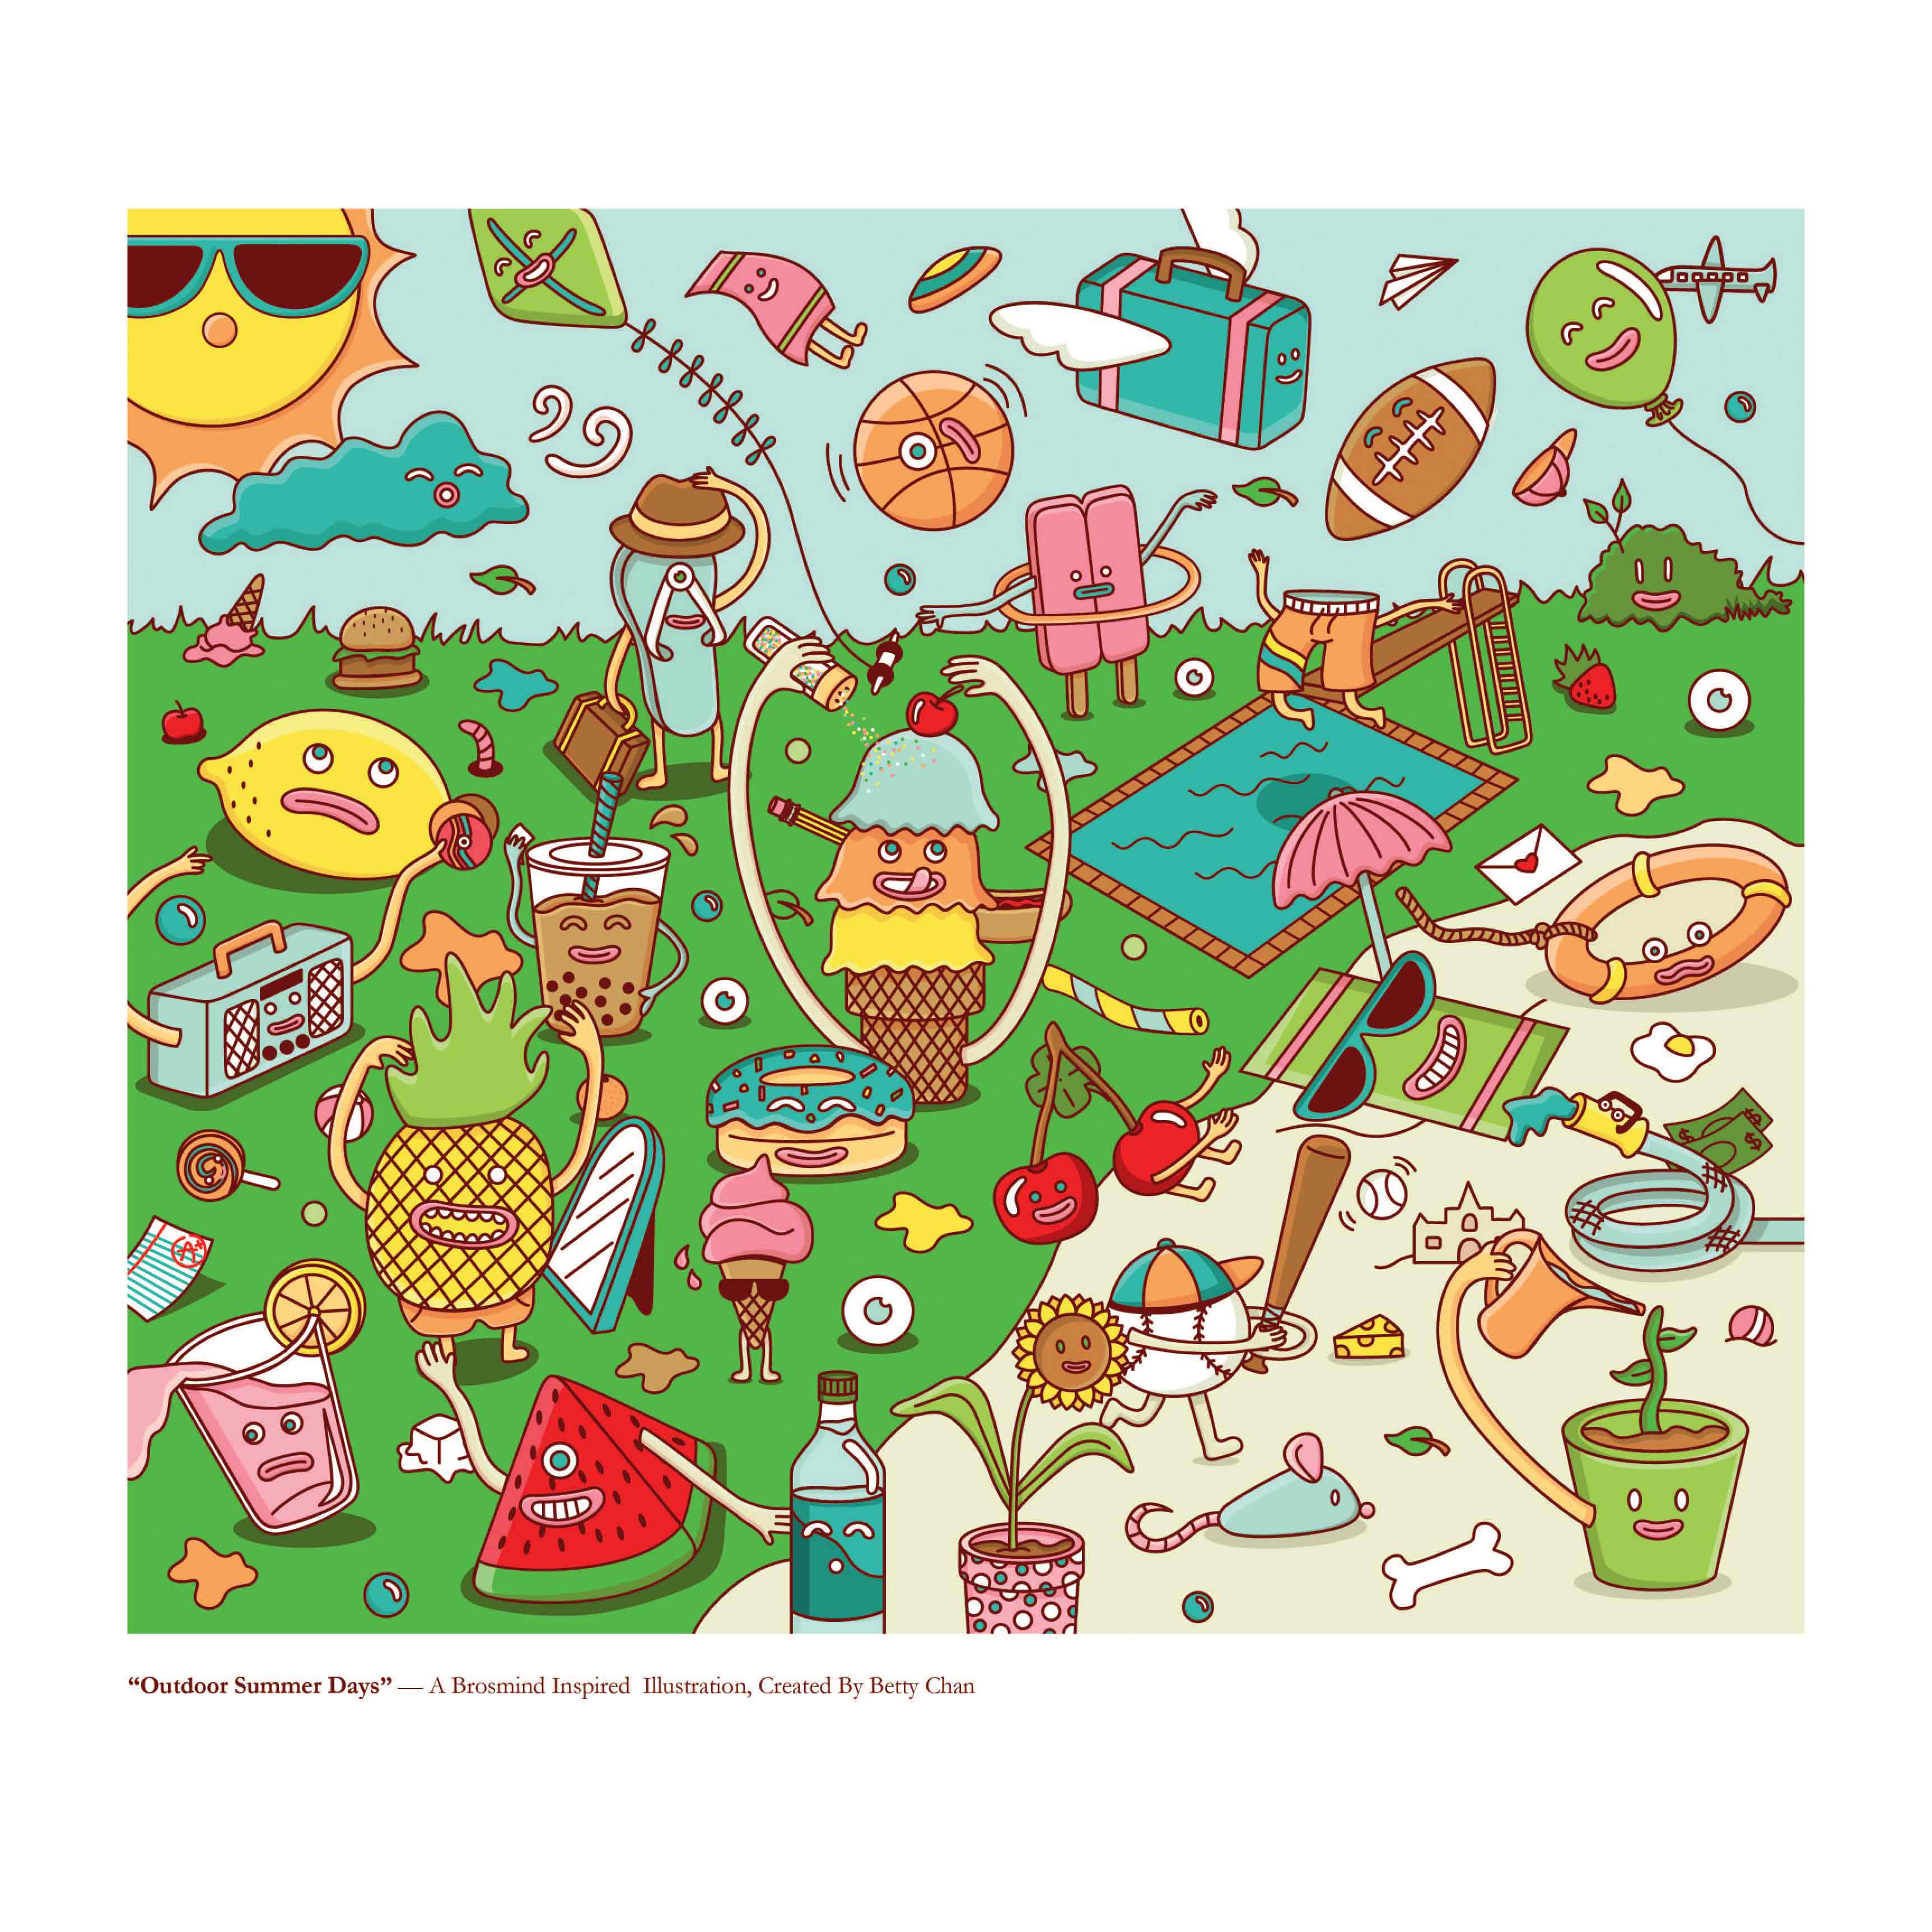 A+
$ $
$
“Outdoor Summer Days” — A Brosmind Inspired  Illustration, Created By Betty Chan